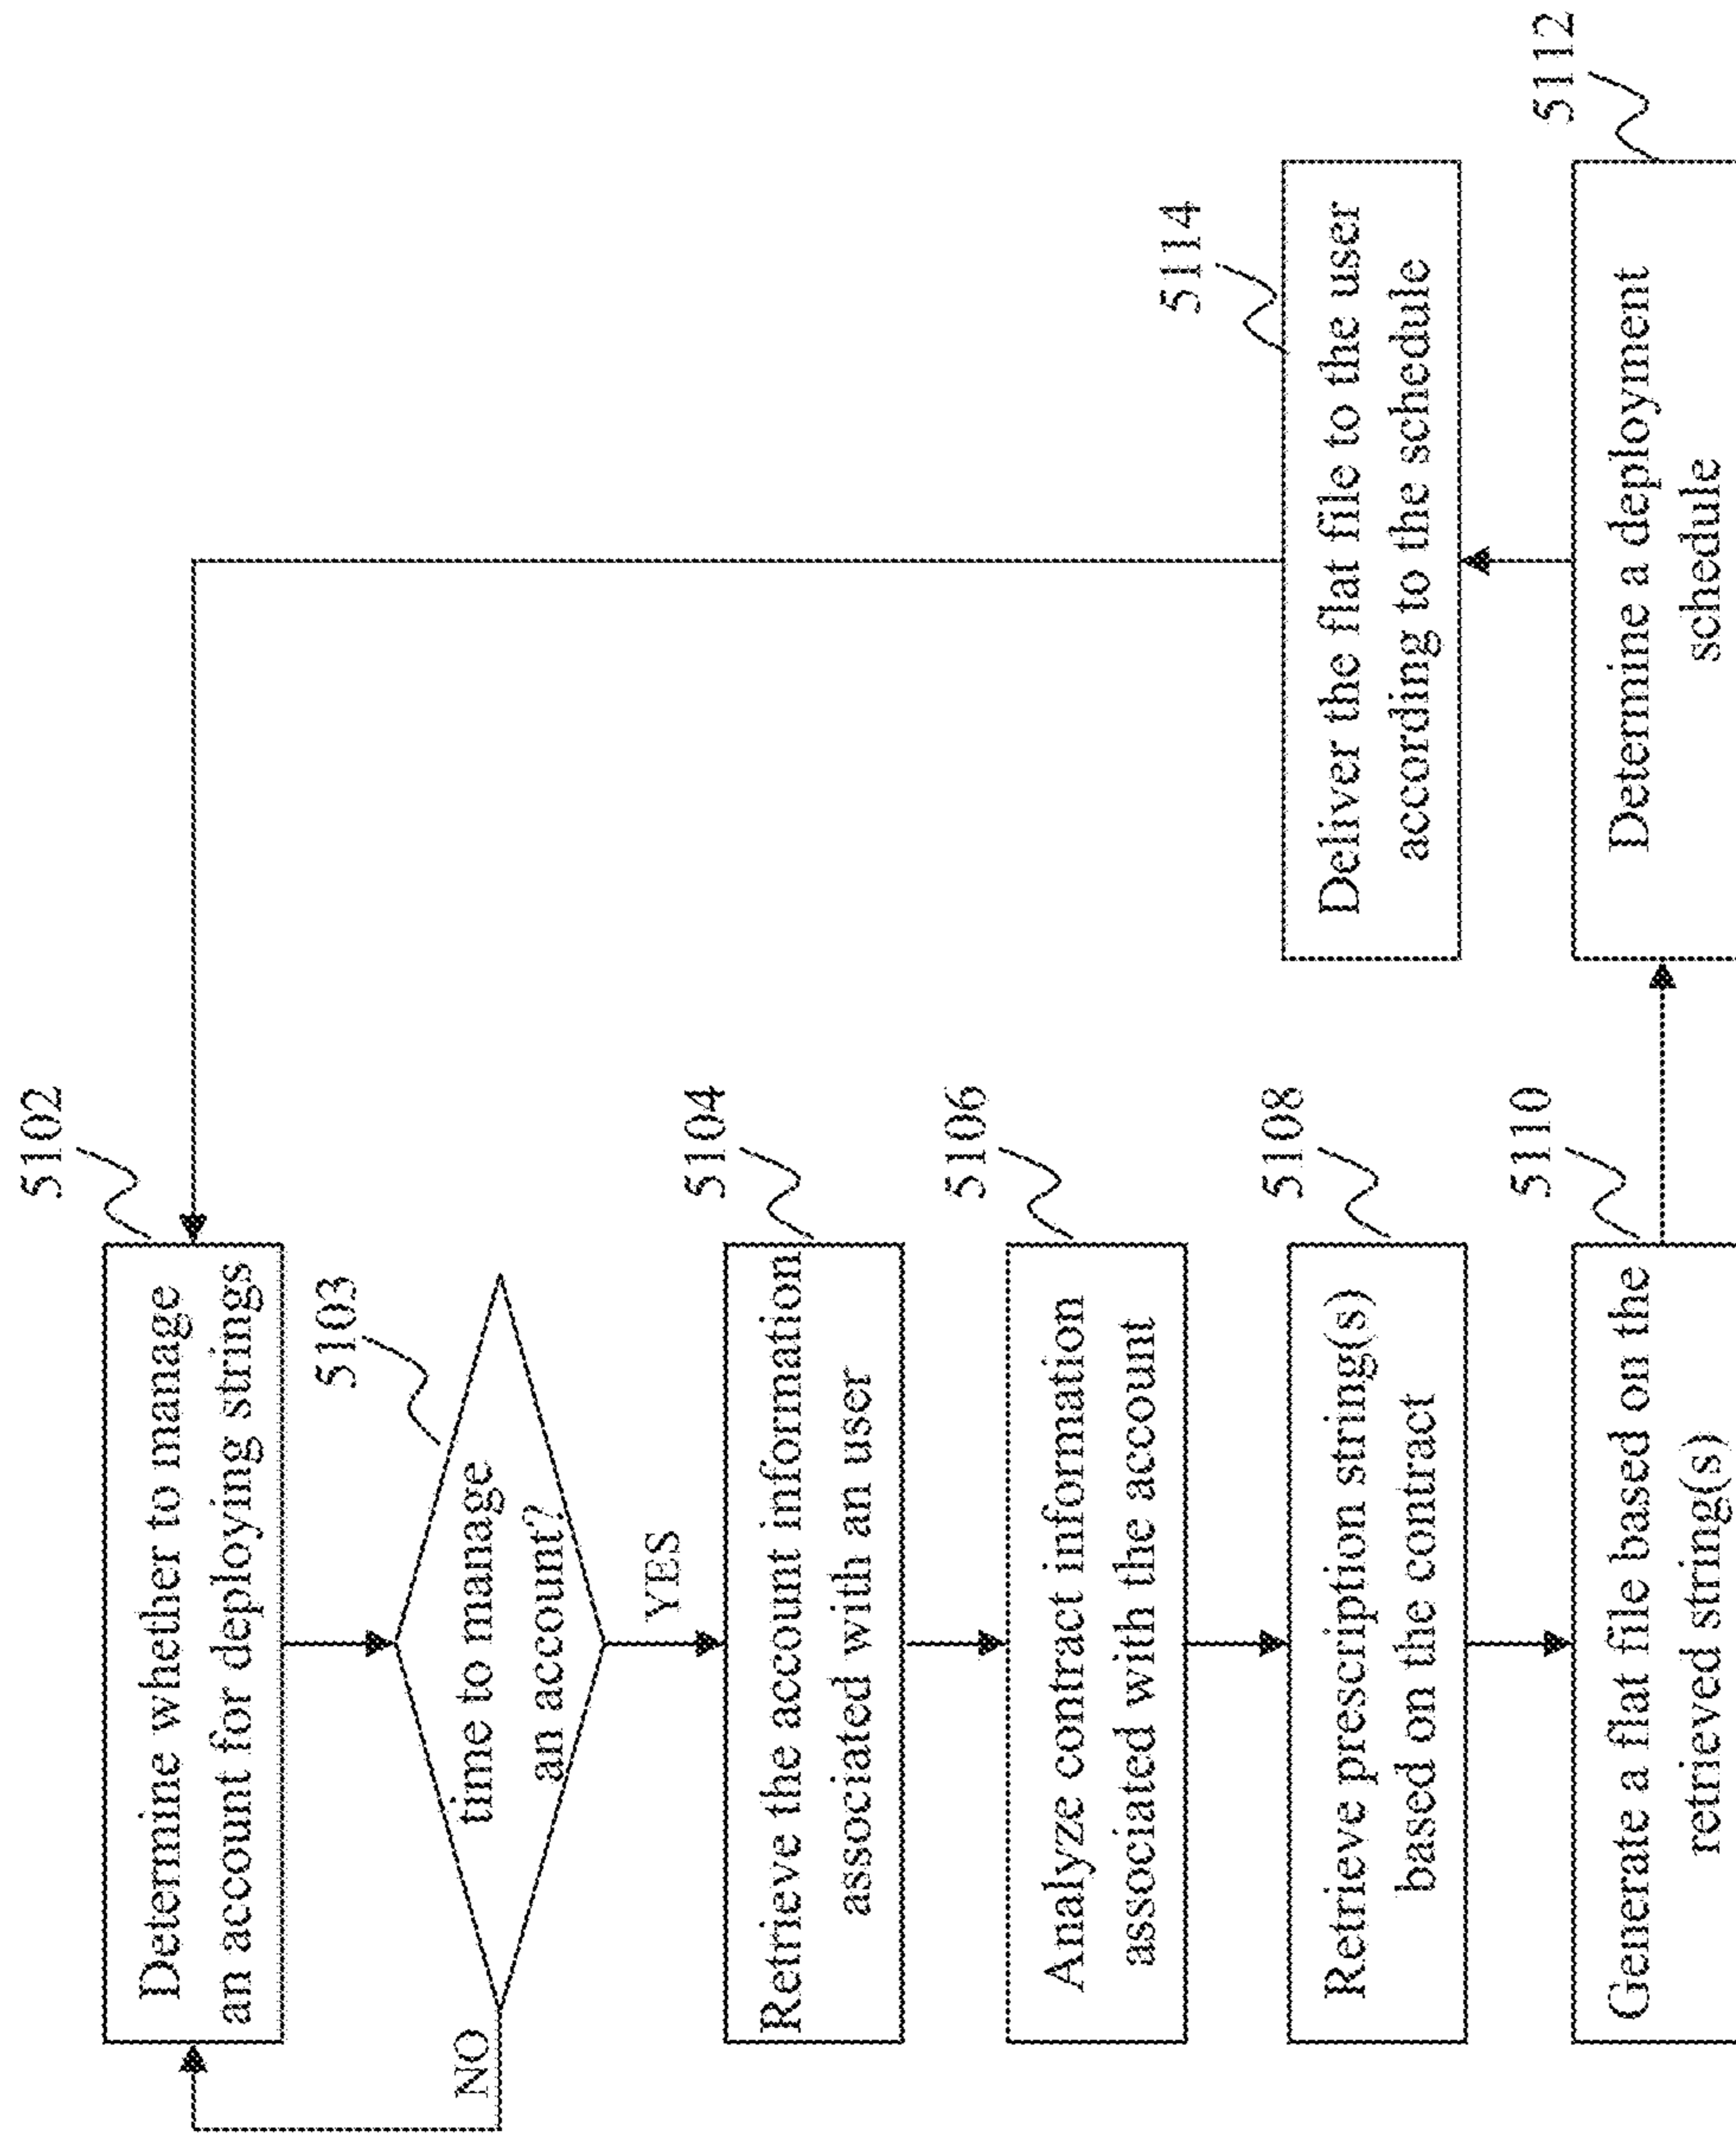 5102
Determine whether to manage
an account for deploying strings
5103
time to manage
an account?
NO
YES
5104
Retrieve the account information
associated with an user
5106
Analyze contract information
associated with the account
5108
Retrieve prescription string(s)
based on the contract
5110
Generate a flat file based on the
retrieved string(s)
5112
Determine a deployment
schedule
5114
Deliver the flat file to the user
according to the schedule